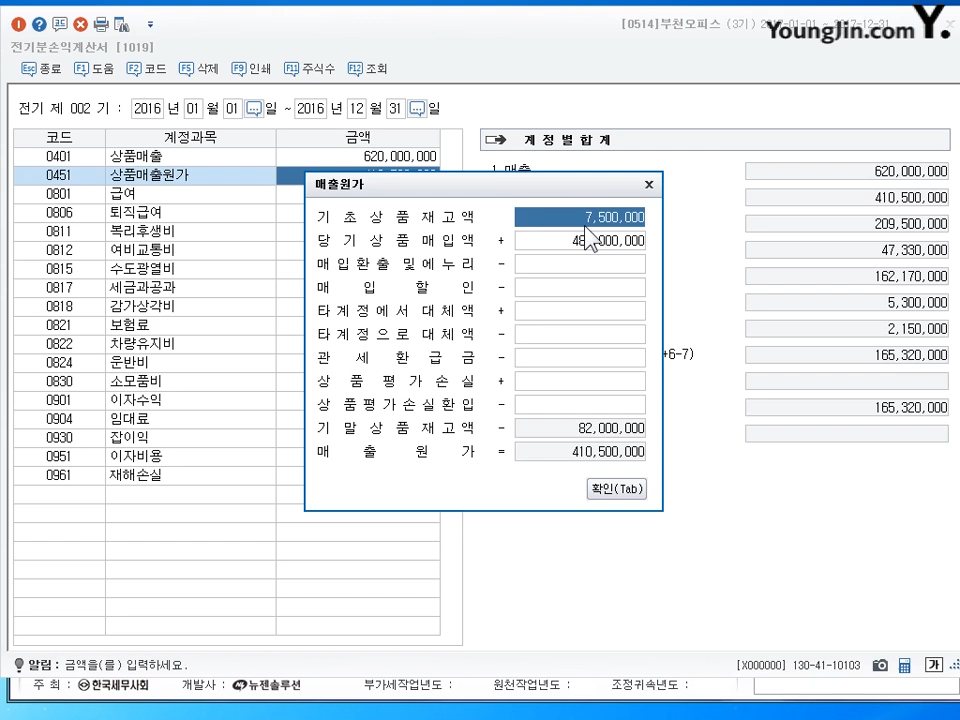 [0514]부천오피스 (3기) 2017-01-01 ~ 2017-12-31
YoungJin.com Y.
전기분손익계산서 [1019]
Esc 종료 F1 도움 F2 코드 F5 삭제 F9 인쇄 F11 주식수 F12 조회
전기 제 002 기 : 2016 년 01 월 01 일 ~ 2016 년 12 월 31 일
코드 계정과목 금액
0401 상품매출 620,000,000
0451 상품매출원가
0801 급여
0806 퇴직급여
0811 복리후생비
0812 여비교통비
0815 수도광열비
0817 세금과공과
0818 감가상각비
0821 보험료
0822 차량유지비
0824 운반비
0830 소모품비
0901 이자수익
0904 임대료
0930 잡이익
0951 이자비용
0961 재해손실
계 정 별 합 계
1.매출 620,000,000
410,500,000
209,500,000
47,330,000
162,170,000
5,300,000
2,150,000
+6-7) 165,320,000
165,320,000
매출원가 x
기 초 상 품 재 고 액 7,500,000
당 기 상 품 매 입 액 +
매 입 환 출 및 에 누 리 -
매 입 할 인 -
타 계 정 에 서 대 체 액 +
타 계 정 으 로 대 체 액 -
관 세 환 급 금 -
상 품 평 가 손 실 +
상 품 평 가 손 실 환 입 -
기 말 상 품 재 고 액 - 82,000,000
매 출 원 가 = 410,500,000
확인(Tab)
알림 : 금액을(를) 입력하세요. [X000000] 130-41-10103 가
주 최 : 한국세무사회 개발사 : 뉴젠솔루션 부가세작업년도 : 원천작업년도 : 조정귀속년도 :